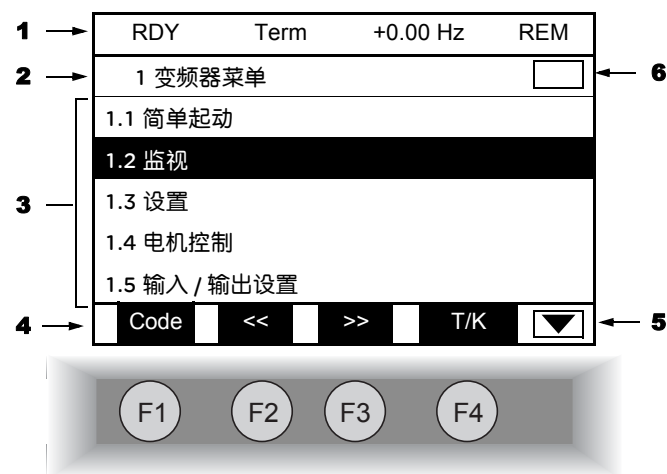 1 RDY Term +0.00 Hz REM
2 1 变频器菜单 6
1.1 简单起动
1.2 监视
3 1.3 设置
1.4 电机控制
1.5 输入 / 输出设置
4 Code << >> T/K 5
F1 F2 F3 F4